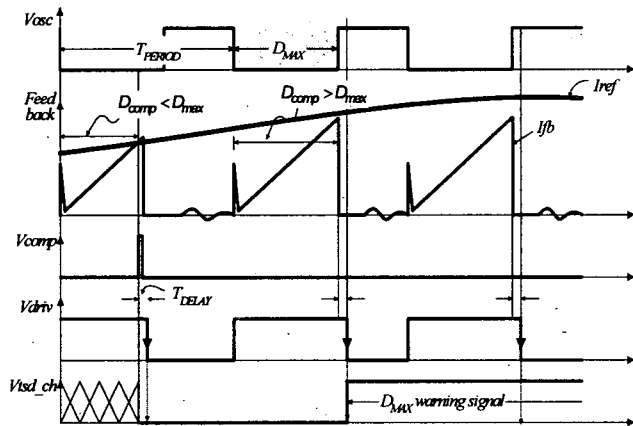 Vosc
T_PERIOD
D_MAX
Feed
back
D_comp < D_max
D_comp > D_max
Iref
Ifb
Vcomp
T_DELAY
Vdriv
Vtsd_ch
D_MAX warning signal